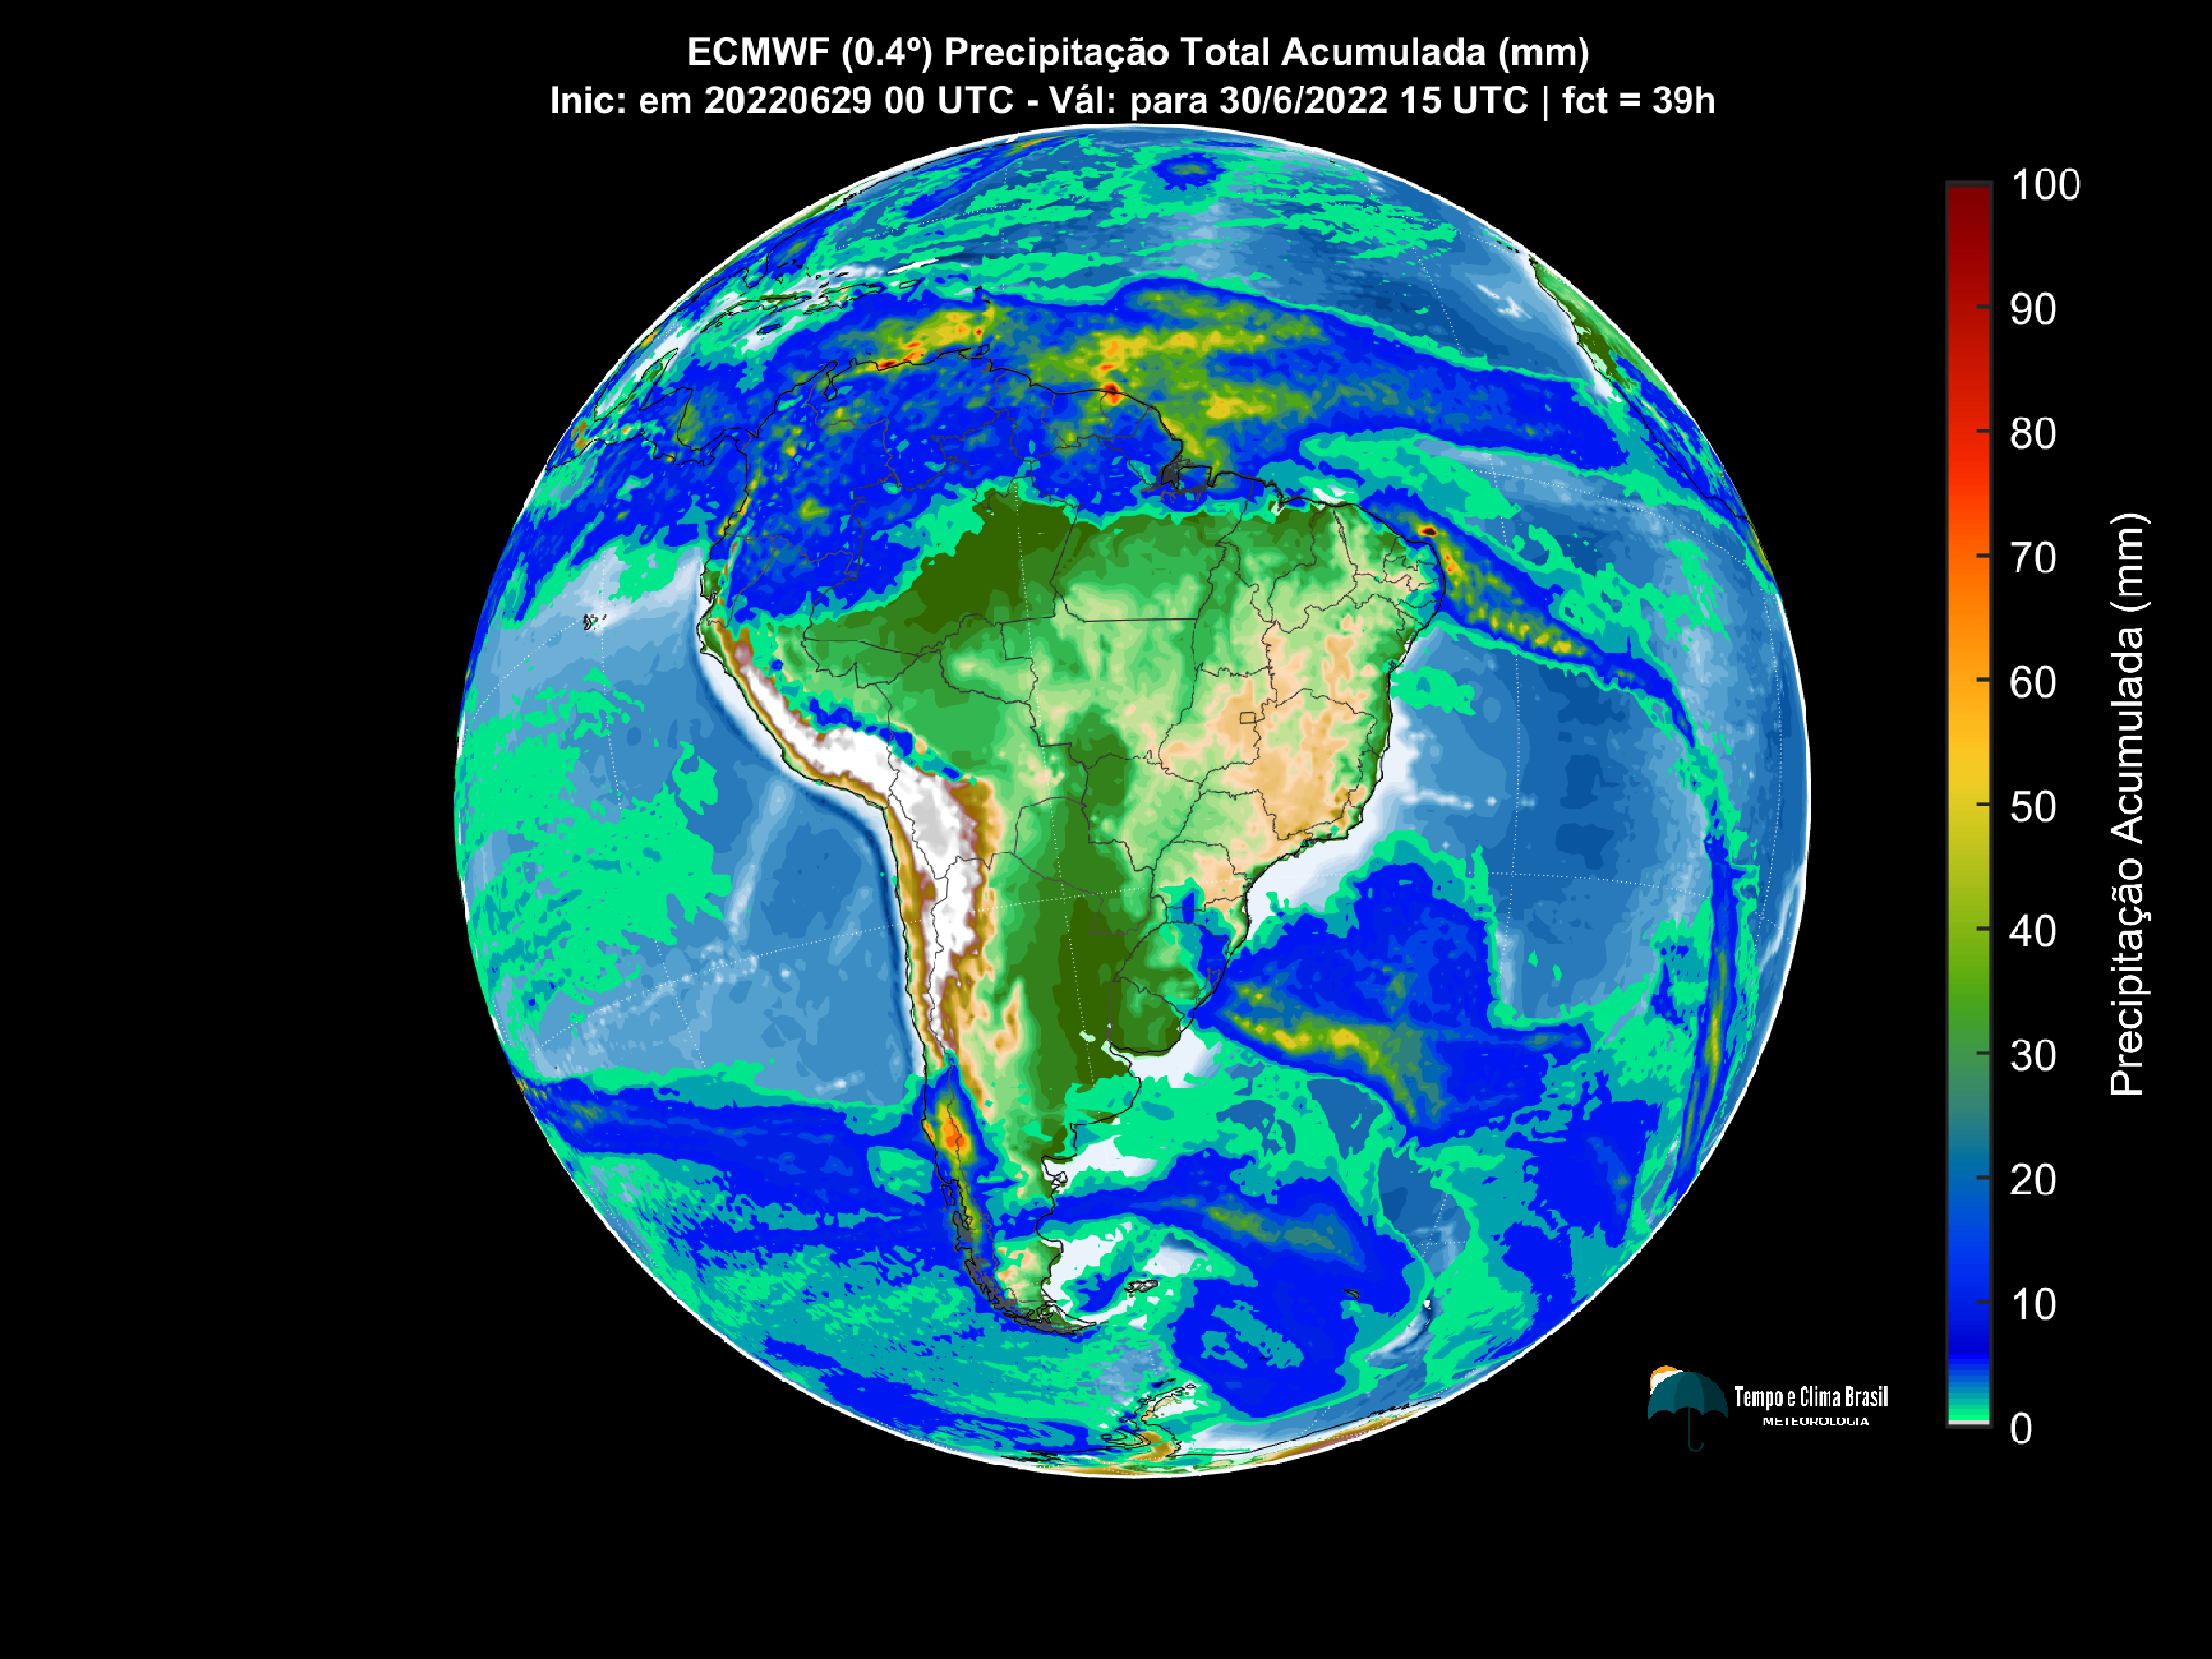 ECMWF (0.4º) Precipitação Total Acumulada (mm)
Inic: em 20220629 00 UTC - Vál: para 30/6/2022 15 UTC | fct = 39h
100
90
80
70
60
50
40
30
20
10
0
Precipitação Acumulada (mm)
Tempo e Clima Brasil
METEOROLOGIA